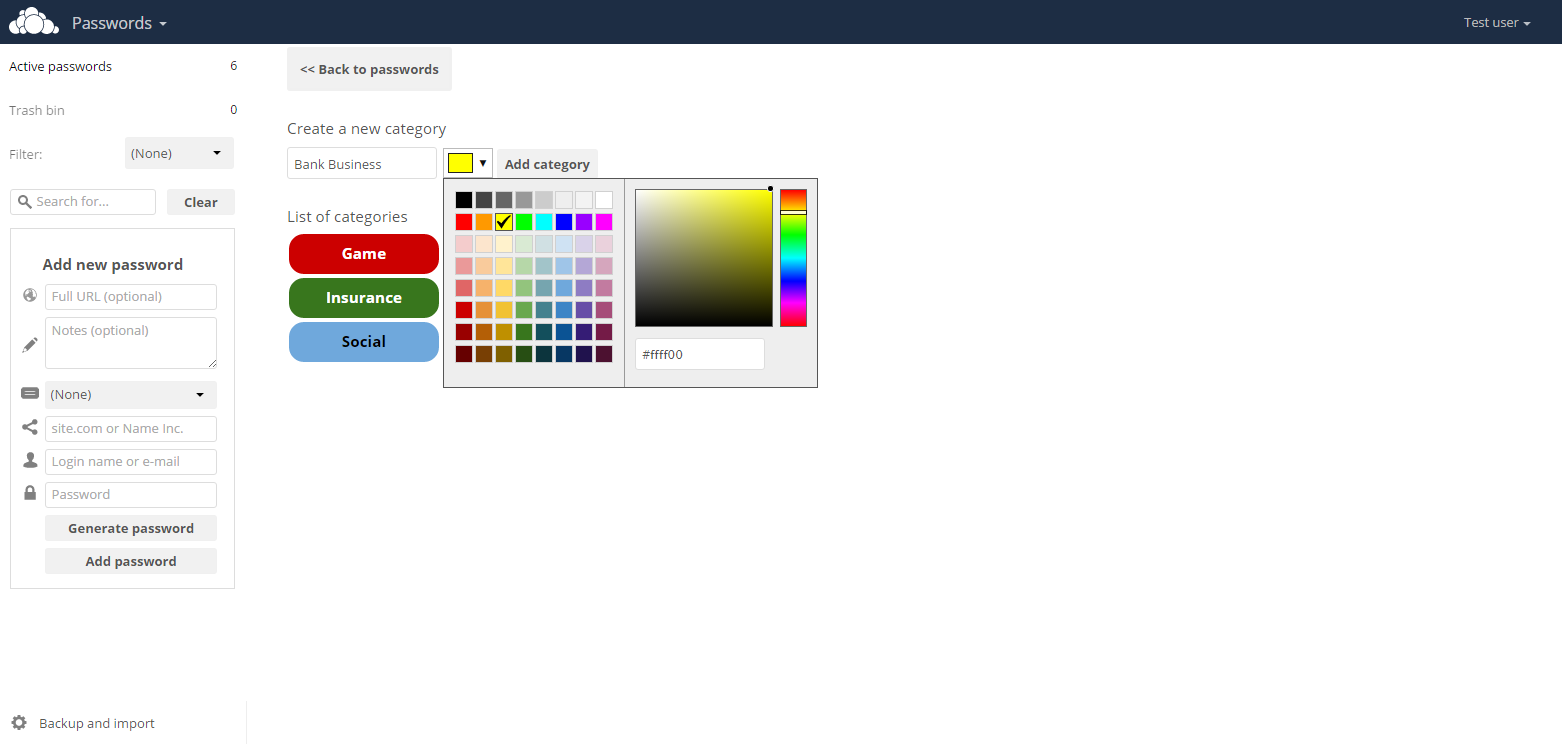 Passwords
Test user
Active passwords 6
Trash bin 0
Filter: (None)
Search for... Clear
Add new password
Full URL (optional)
Notes (optional)
(None)
site.com or Name Inc.
Login name or e-mail
Password
Generate password
Add password
Backup and import
<< Back to passwords
Create a new category
Bank Business Add category
List of categories
Game
Insurance
Social
#ffff00